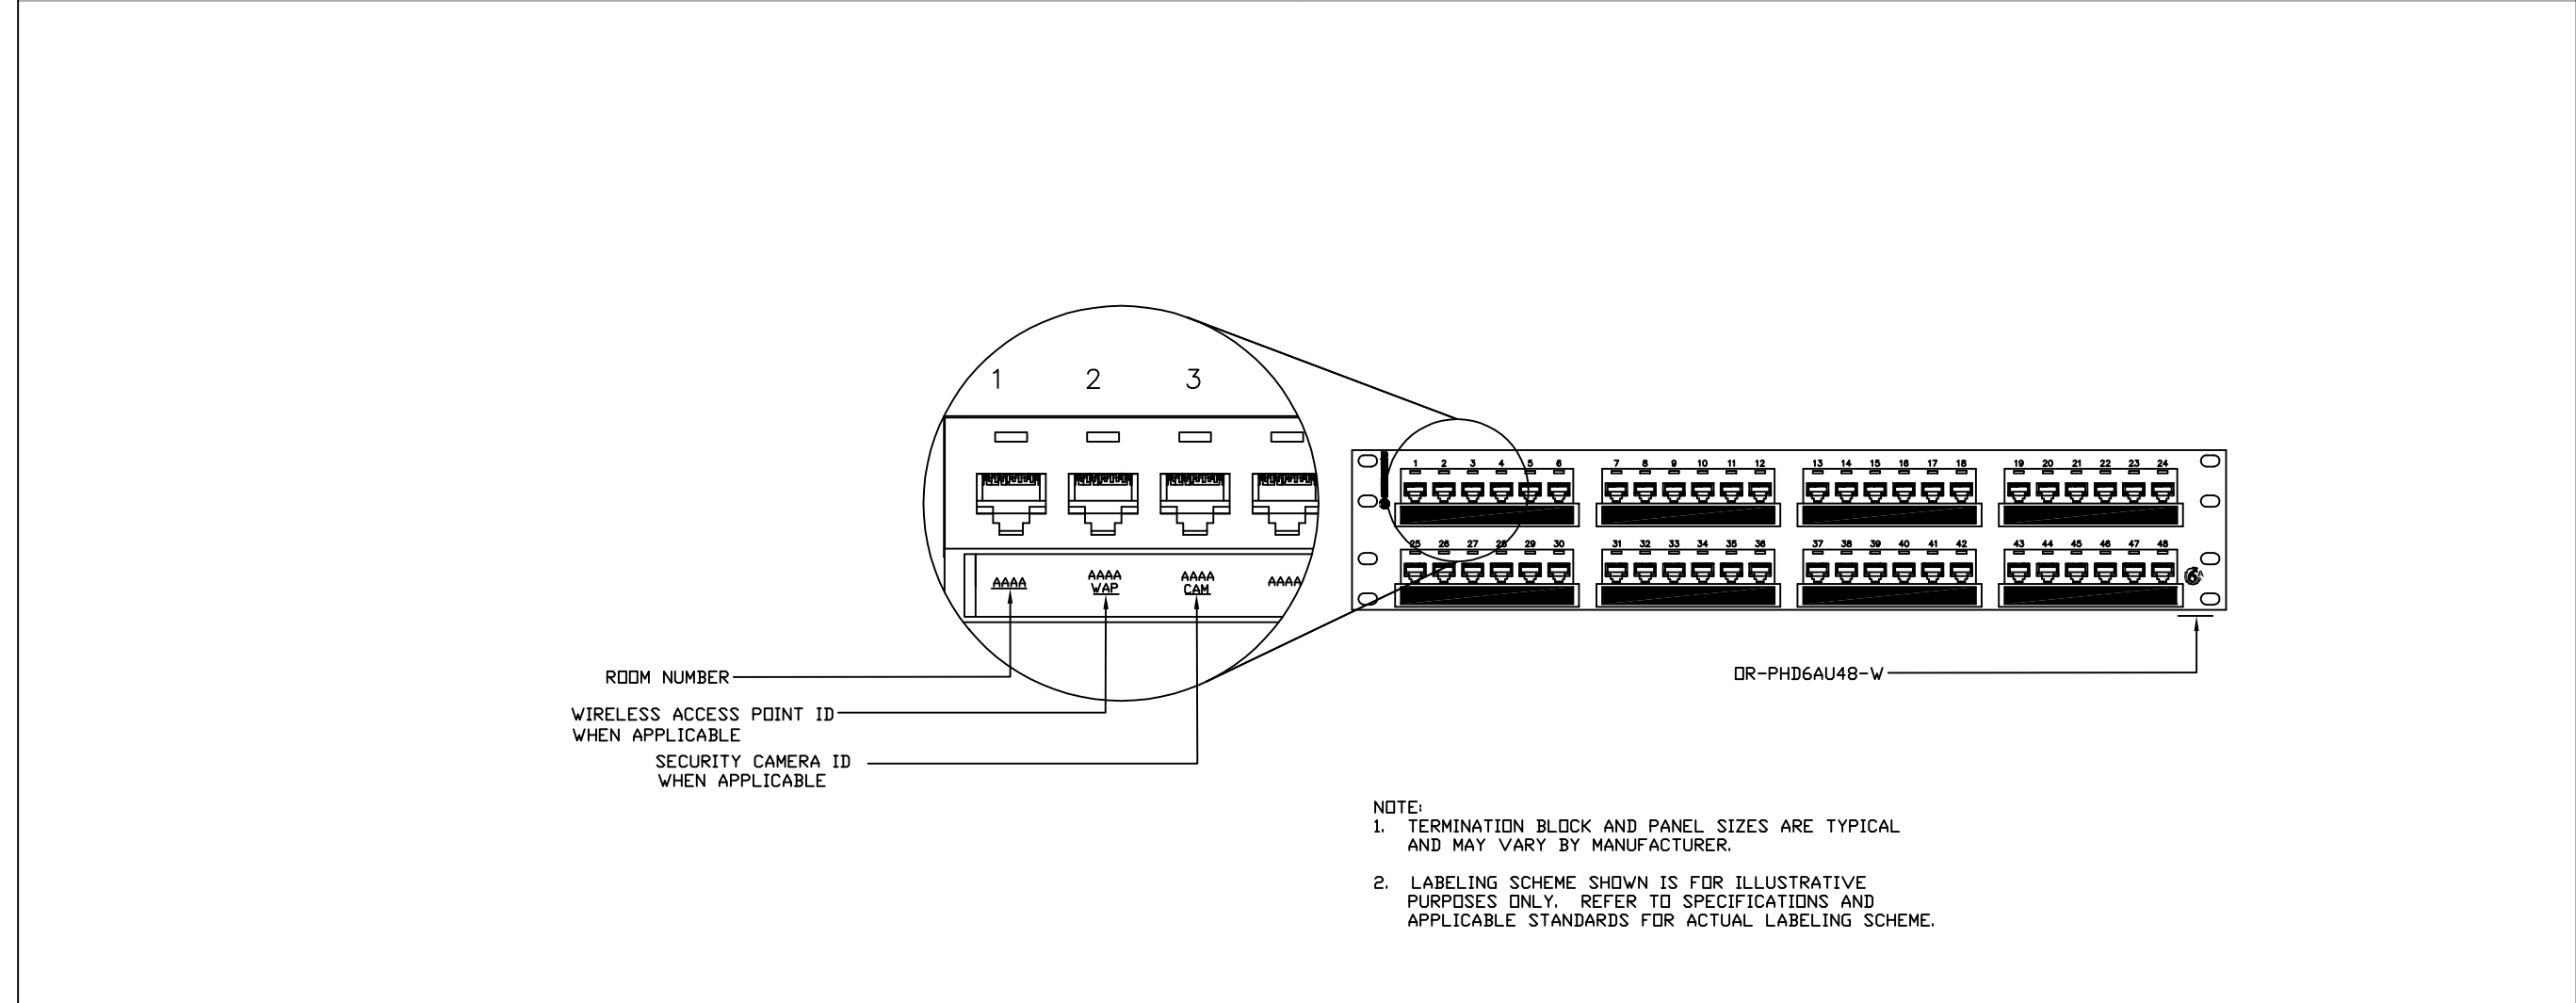 1 2 3
AAAA AAAA AAAA AAAA
WAP CAM
ROOM NUMBER
WIRELESS ACCESS POINT ID
WHEN APPLICABLE
SECURITY CAMERA ID
WHEN APPLICABLE
1 2 3 4 5 6 7 8 9 10 11 12 13 14 15 16 17 18 19 20 21 22 23 24
25 26 27 28 29 30 31 32 33 34 35 36 37 38 39 40 41 42 43 44 45 46 47 48
OR-PHD6AU48-W
NOTE:
1. TERMINATION BLOCK AND PANEL SIZES ARE TYPICAL
AND MAY VARY BY MANUFACTURER.
2. LABELING SCHEME SHOWN IS FOR ILLUSTRATIVE
PURPOSES ONLY. REFER TO SPECIFICATIONS AND
APPLICABLE STANDARDS FOR ACTUAL LABELING SCHEME.